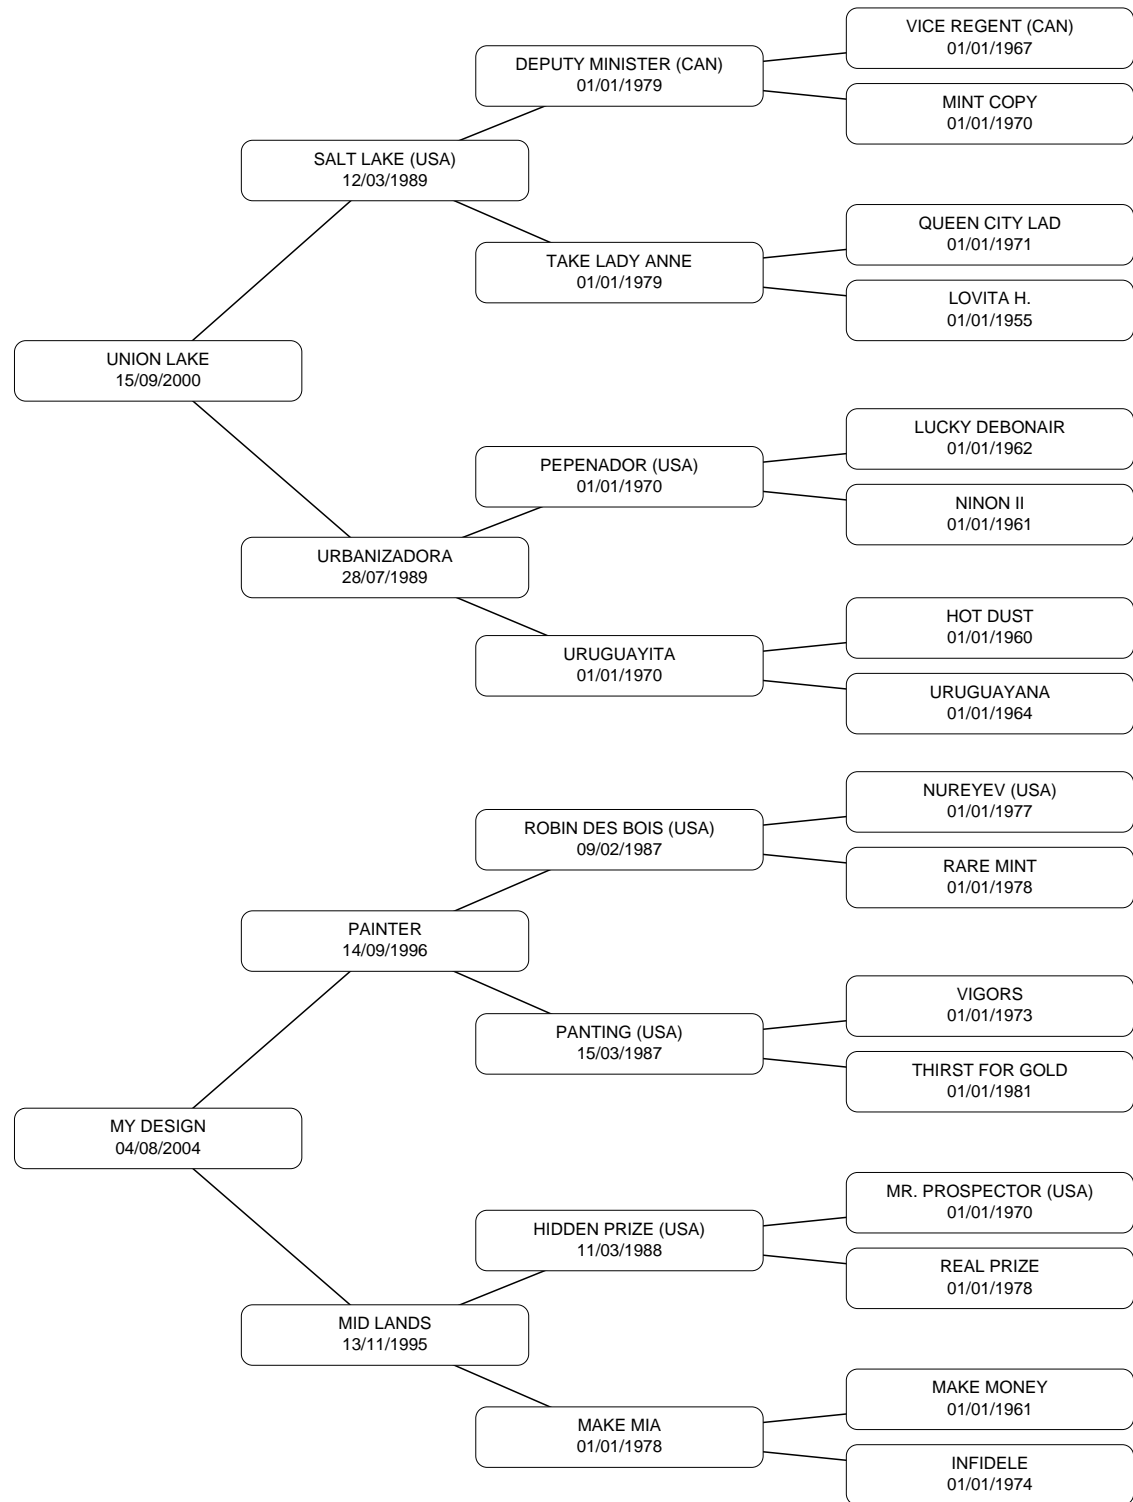 VICE REGENT (CAN)
01/01/1967
DEPUTY MINISTER (CAN)
01/01/1979
MINT COPY
01/01/1970
SALT LAKE (USA)
12/03/1989
QUEEN CITY LAD
01/01/1971
TAKE LADY ANNE
01/01/1979
LOVITA H.
01/01/1955
UNION LAKE
15/09/2000
LUCKY DEBONAIR
01/01/1962
PEPENADOR (USA)
01/01/1970
NINON II
01/01/1961
URBANIZADORA
28/07/1989
HOT DUST
01/01/1960
URUGUAYITA
01/01/1970
URUGUAYANA
01/01/1964
NUREYEV (USA)
01/01/1977
ROBIN DES BOIS (USA)
09/02/1987
RARE MINT
01/01/1978
PAINTER
14/09/1996
VIGORS
01/01/1973
PANTING (USA)
15/03/1987
THIRST FOR GOLD
01/01/1981
MY DESIGN
04/08/2004
MR. PROSPECTOR (USA)
01/01/1970
HIDDEN PRIZE (USA)
11/03/1988
REAL PRIZE
01/01/1978
MID LANDS
13/11/1995
MAKE MONEY
01/01/1961
MAKE MIA
01/01/1978
INFIDELE
01/01/1974